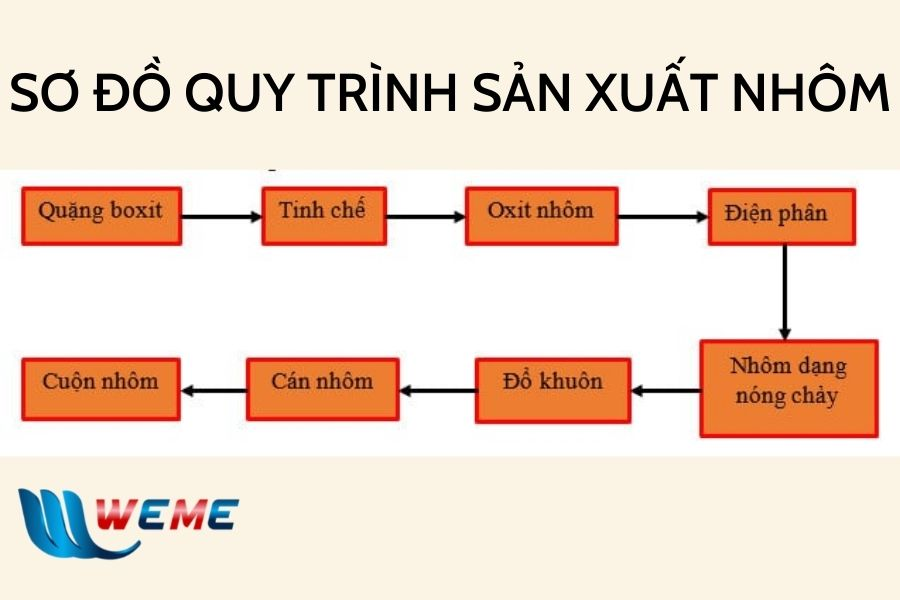 SƠ ĐỒ QUY TRÌNH SẢN XUẤT NHÔM
Quặng boxit
Tinh chế
Oxit nhôm
Điện phân
Nhôm dạng
nóng chảy
Đổ khuôn
Cán nhôm
Cuộn nhôm
WEME